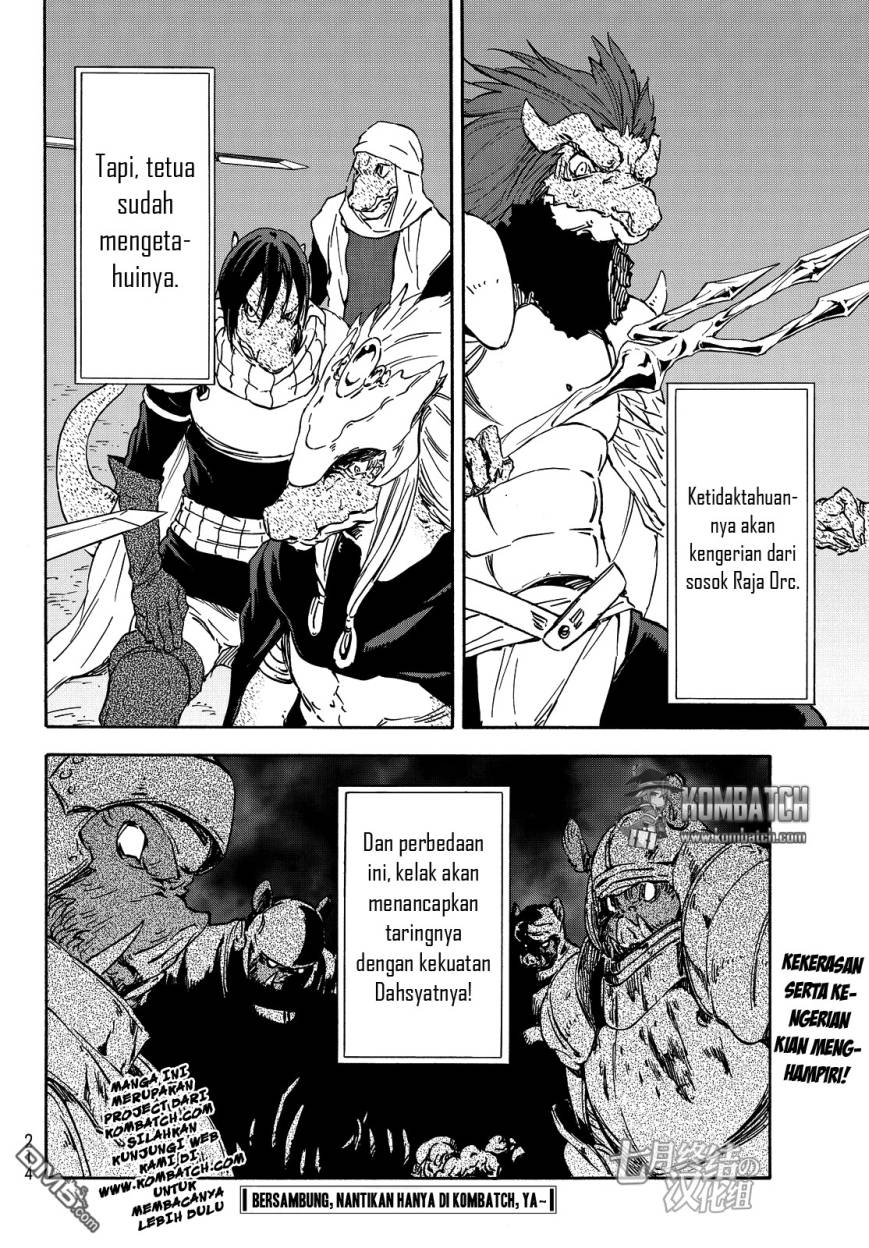 Tapi, tetua
sudah
mengeta-
huinya.
Ketidaktahuan-
nya akan
kengerian dari
sosok Raja Orc.
KOMBATCH
www.kombatch.com
Dan perbedaan
ini, kelak akan
menancapkan
taringnya
dengan kekuatan
Dahsyatnya!
KEKERASAN
SERTA KE-
NGERIAN
KIAN MENG-
HAMPIRI!
MANGA INI
MERUPAKAN
PROJECT DARI
KOMBATCH.COM
SILAHKAN
KUNJUNGI WEB
KAMI DI
WWW.KOMBATCH.COM
UNTUK
MEMBACANYA
LEBIH DULU
七月終结の
汉化组
BERSAMBUNG, NANTIKAN HANYA DI KOMBATCH, YA~